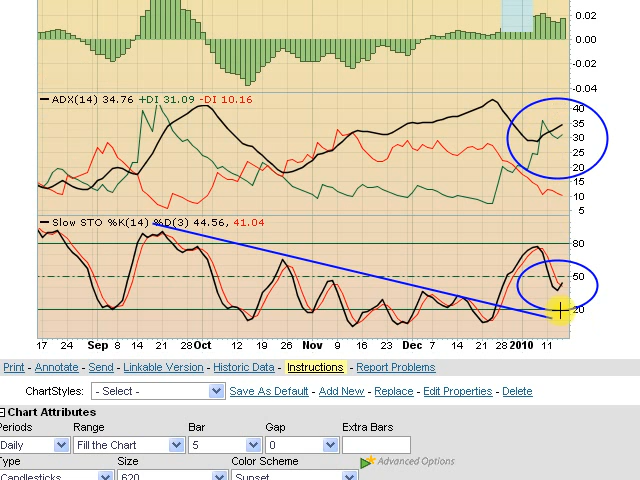 0.02
0.00
-0.02
-0.04
ADX(14) 34.76 +DI 31.09 -DI 10.16
40
35
30
25
20
15
10
5
Slow STO %K(14) %D(3) 44.56, 41.04
80
50
20
17 24 Sep 8 14 21 28 Oct 12 19 26 Nov 9 16 23 Dec 7 14 21 28 2010 11
Print - Annotate - Send - Linkable Version - Historic Data - Instructions - Report Problems
ChartStyles: - Select - Save As Default - Add New - Replace - Edit Properties - Delete
Chart Attributes
Periods Range Bar Gap Extra Bars
Daily Fill the Chart 5 0
Type Size Color Scheme Advanced Options
Candlesticks 620 Sunset